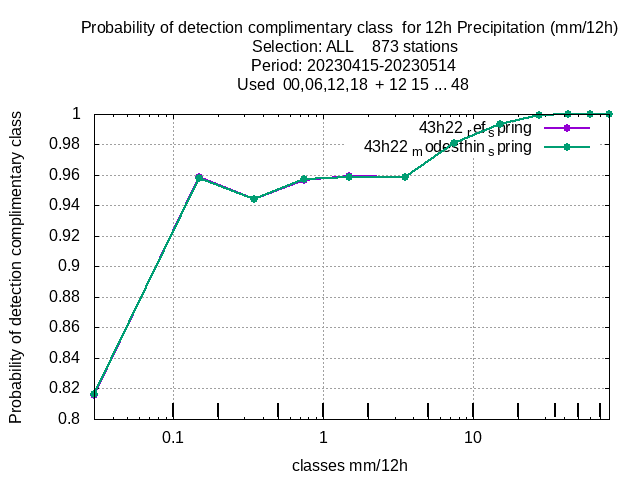 Probability of detection complimentary class for 12h Precipitation (mm/12h)
Selection: ALL 873 stations
Period: 20230415-20230514
Used 00,06,12,18 + 12 15 ... 48
Probability of detection complimentary class
1
0.98
0.96
0.94
0.92
0.9
0.88
0.86
0.84
0.82
0.8
43h22ref_spring
43h22modesthin_spring
0.1
1
10
classes mm/12h